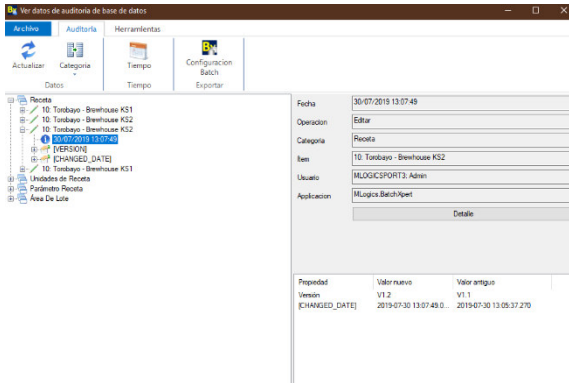 Bx Ver datos de auditoria de base de datos
Archivo Auditoría Herramientas
Actualizar Categoria Tiempo Configuracion Batch
Datos Tiempo Exportar
Receta
10: Torobayo - Brewhouse KS1
10: Torobayo - Brewhouse KS2
10: Torobayo - Brewhouse KS2
30/07/2019 13:07:49
[VERSION]
[CHANGED_DATE]
10: Torobayo - Brewhouse KS1
Unidades de Receta
Parámetro Receta
Área De Lote
Fecha 30/07/2019 13:07:49
Operacion Editar
Categoria Receta
Ítem 10: Torobayo - Brewhouse KS2
Usuario MLOGICSPORT3: Admin
Applicacion MLogics.BatchXpert
Detalle
Propiedad Valor nuevo Valor antiguo
Versión V1.2 V1.1
[CHANGED_DATE] 2019-07-30 13:07:49.0... 2019-07-30 13:05:37.270